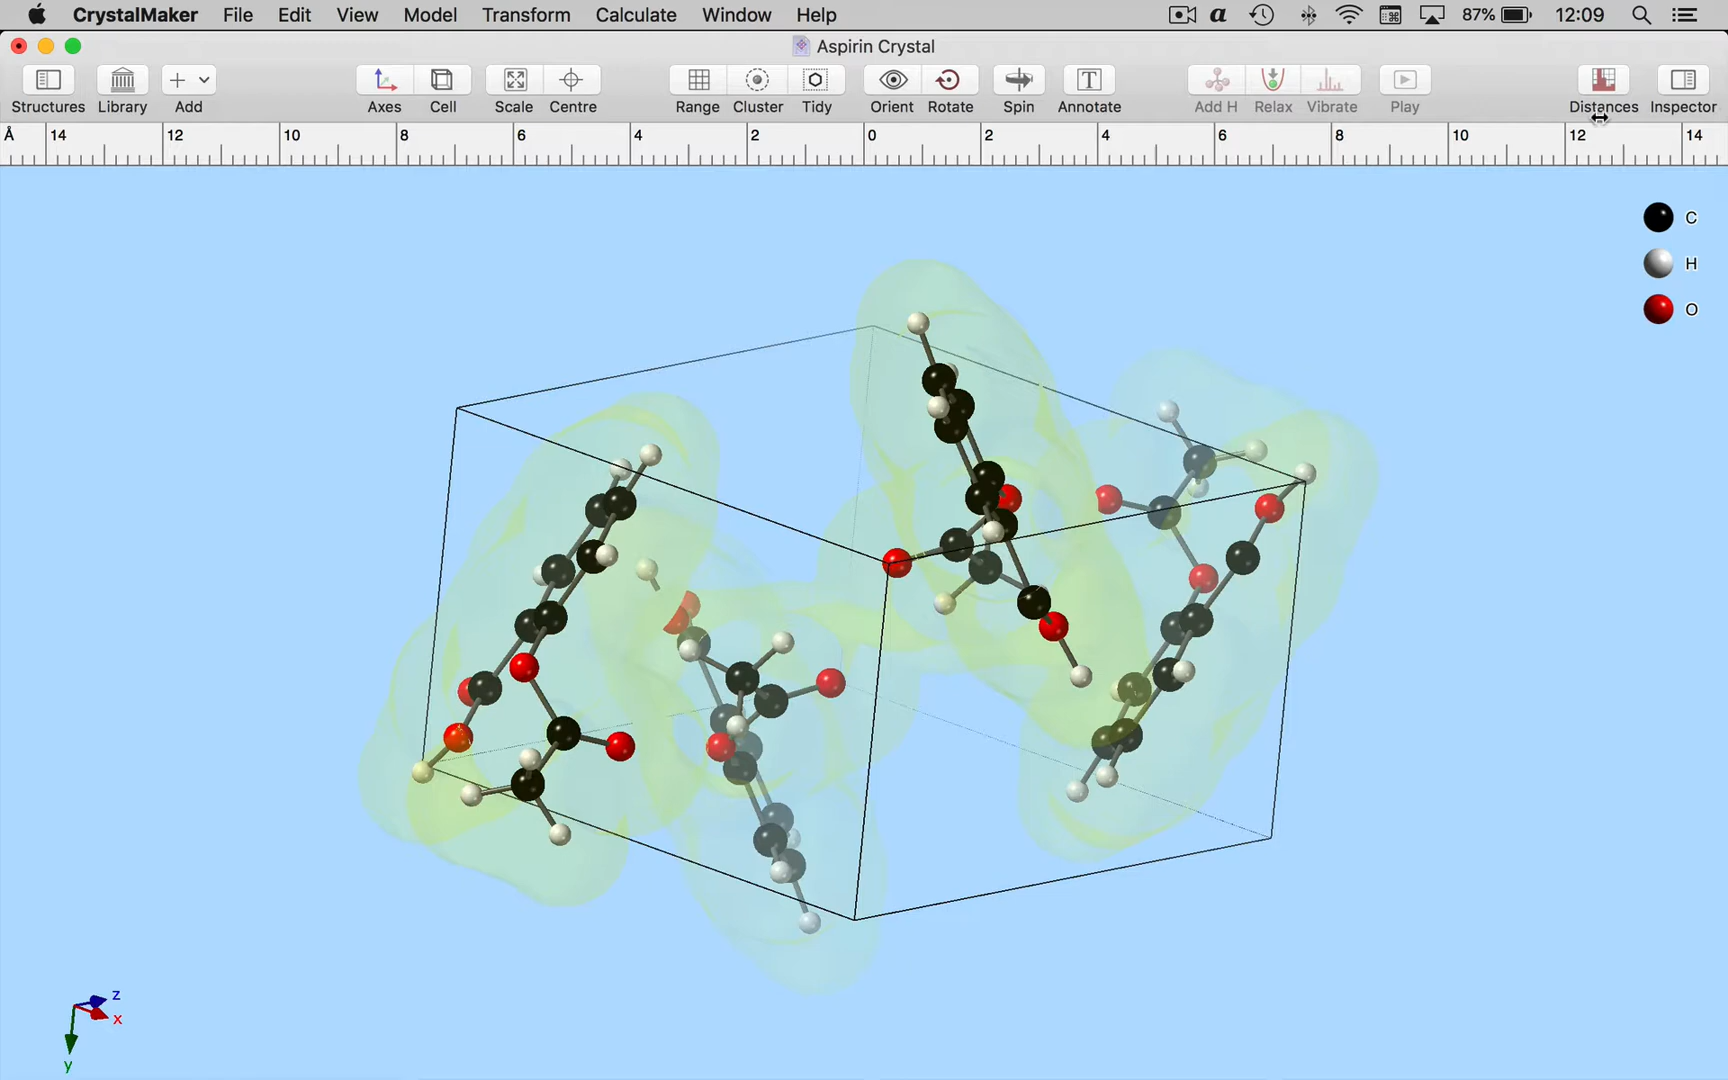 CrystalMaker File Edit View Model Transform Calculate Window Help 87% 12:09
Aspirin Crystal
Structures Library Add Axes Cell Scale Centre Range Cluster Tidy Orient Rotate Spin Annotate Add H Relax Vibrate Play Distances Inspector
Å 14 12 10 8 6 4 2 0 2 4 6 8 10 12 14
C
H
O
z
x
y